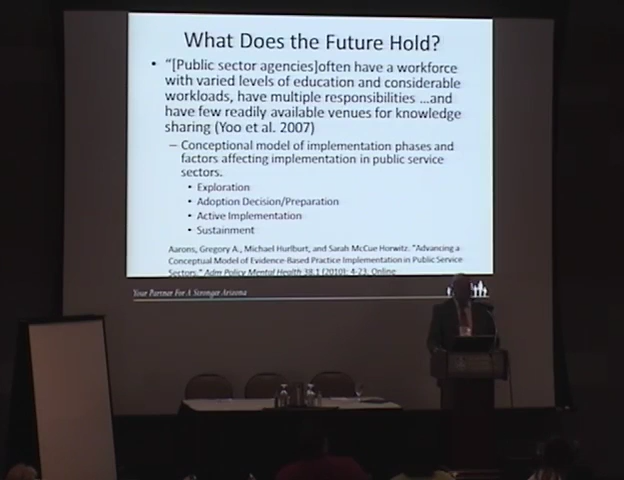 What Does the Future Hold?
• "[Public sector agencies]often have a workforce
with varied levels of education and considerable
workloads, have multiple responsibilities ...and
have few readily available venues for knowledge
sharing (Yoo et al. 2007)
– Conceptional model of implementation phases and
factors affecting implementation in public service
sectors.
• Exploration
• Adoption Decision/Preparation
• Active Implementation
• Sustainment
Aarons, Gregory A., Michael Hurlburt, and Sarah McCue Horwitz. "Advancing a
Conceptual Model of Evidence-Based Practice Implementation in Public Service
Sectors." Adm Policy Mental Health 38.1 (2010): 4-23. Online
Your Partner For A Stronger Arizona